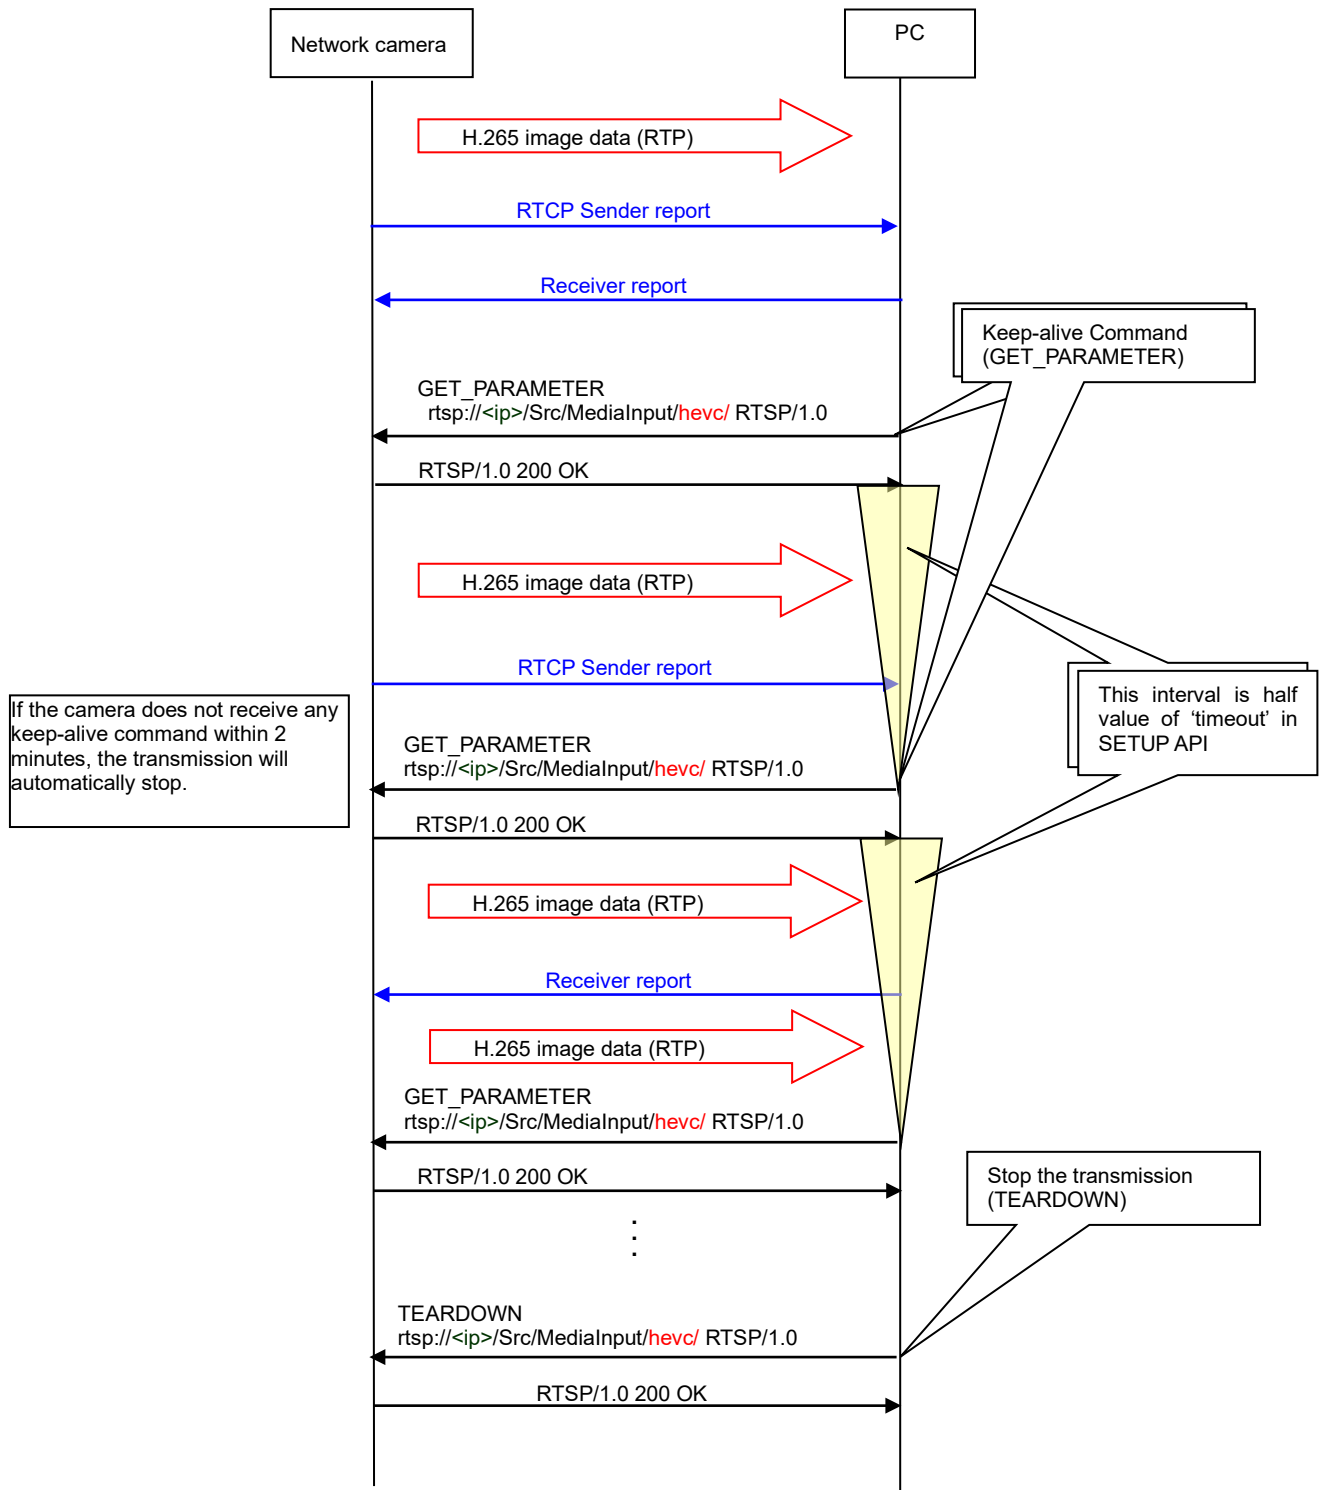 Network camera
PC
H.265 image data (RTP)
RTCP Sender report
Receiver report
Keep-alive Command
(GET_PARAMETER)
GET_PARAMETER
rtsp://<ip>/Src/MediaInput/hevc/ RTSP/1.0
RTSP/1.0 200 OK
H.265 image data (RTP)
RTCP Sender report
This interval is half
value of ‘timeout’ in
SETUP API
If the camera does not receive any
keep-alive command within 2
minutes, the transmission will
automatically stop.
GET_PARAMETER
rtsp://<ip>/Src/MediaInput/hevc/ RTSP/1.0
RTSP/1.0 200 OK
H.265 image data (RTP)
Receiver report
H.265 image data (RTP)
GET_PARAMETER
rtsp://<ip>/Src/MediaInput/hevc/ RTSP/1.0
RTSP/1.0 200 OK
Stop the transmission
(TEARDOWN)
TEARDOWN
rtsp://<ip>/Src/MediaInput/hevc/ RTSP/1.0
RTSP/1.0 200 OK